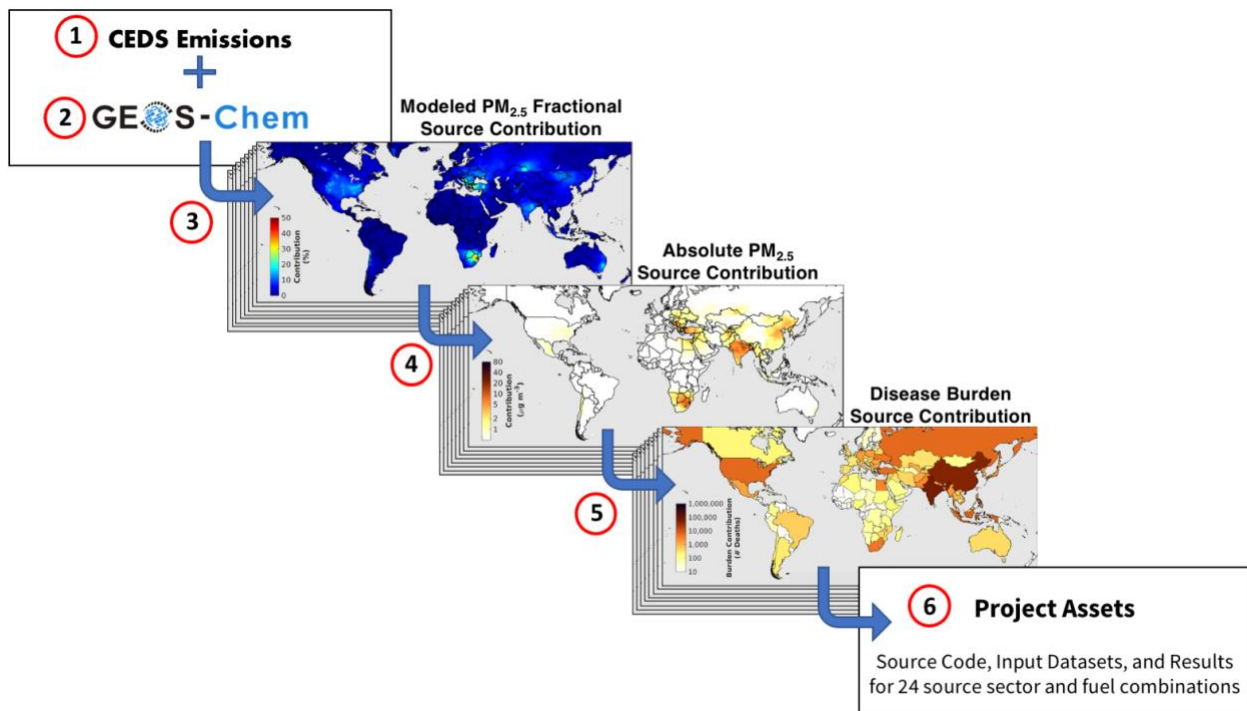 1
CEDS Emissions
+
2
GEOS-Chem
3
Modeled PM2.5 Fractional
Source Contribution
50
40
30
20
10
0
Contribution
(%)
4
Absolute PM2.5
Source Contribution
80
40
20
10
5
2
1
Contribution
(μg m-3)
5
Disease Burden
Source Contribution
1,000,000
100,000
10,000
1,000
100
10
Burden Contribution
(# Deaths)
6
Project Assets
Source Code, Input Datasets, and Results
for 24 source sector and fuel combinations